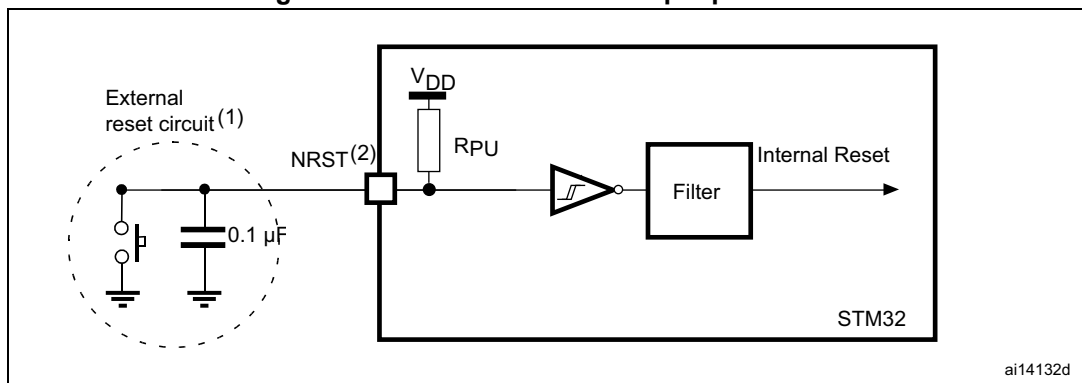 VDD
External
reset circuit(1)
NRST(2)
RPU
Internal Reset
Filter
0.1 µF
STM32
ai14132d